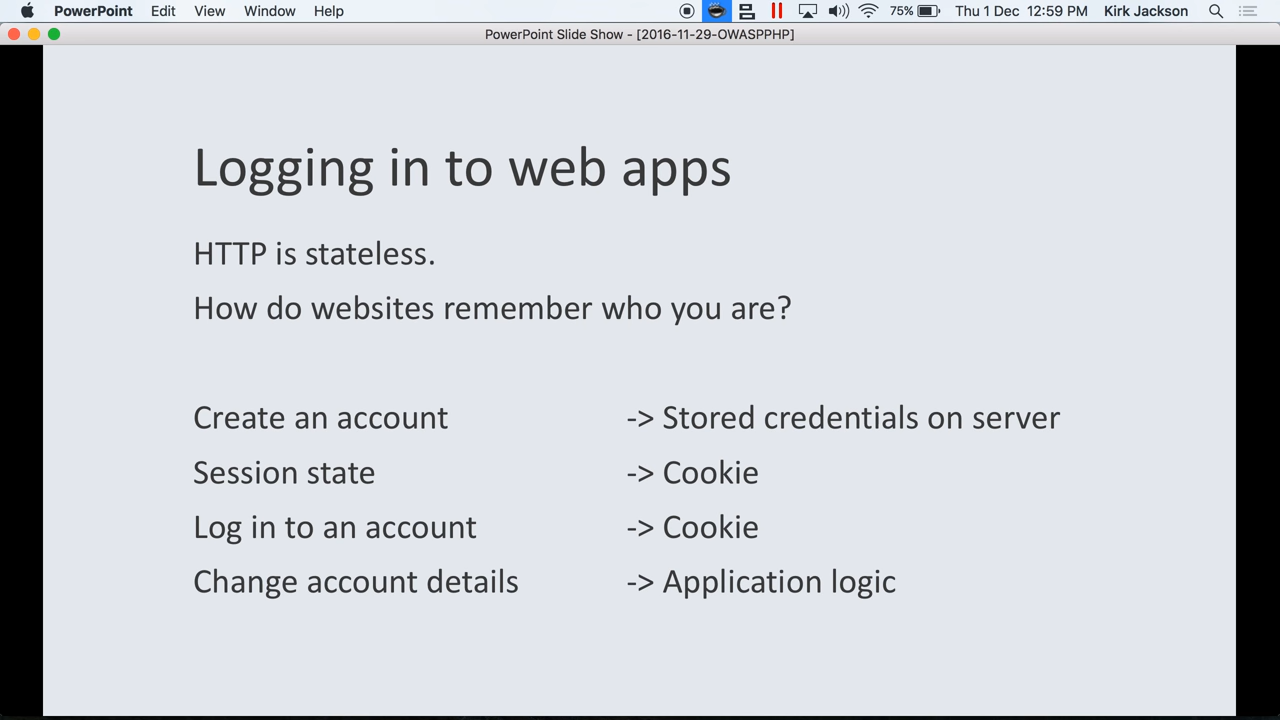 PowerPoint Edit View Window Help 75% Thu 1 Dec 12:59 PM Kirk Jackson
PowerPoint Slide Show - [2016-11-29-OWASPPHP]
Logging in to web apps
HTTP is stateless.
How do websites remember who you are?
Create an account -> Stored credentials on server
Session state -> Cookie
Log in to an account -> Cookie
Change account details -> Application logic